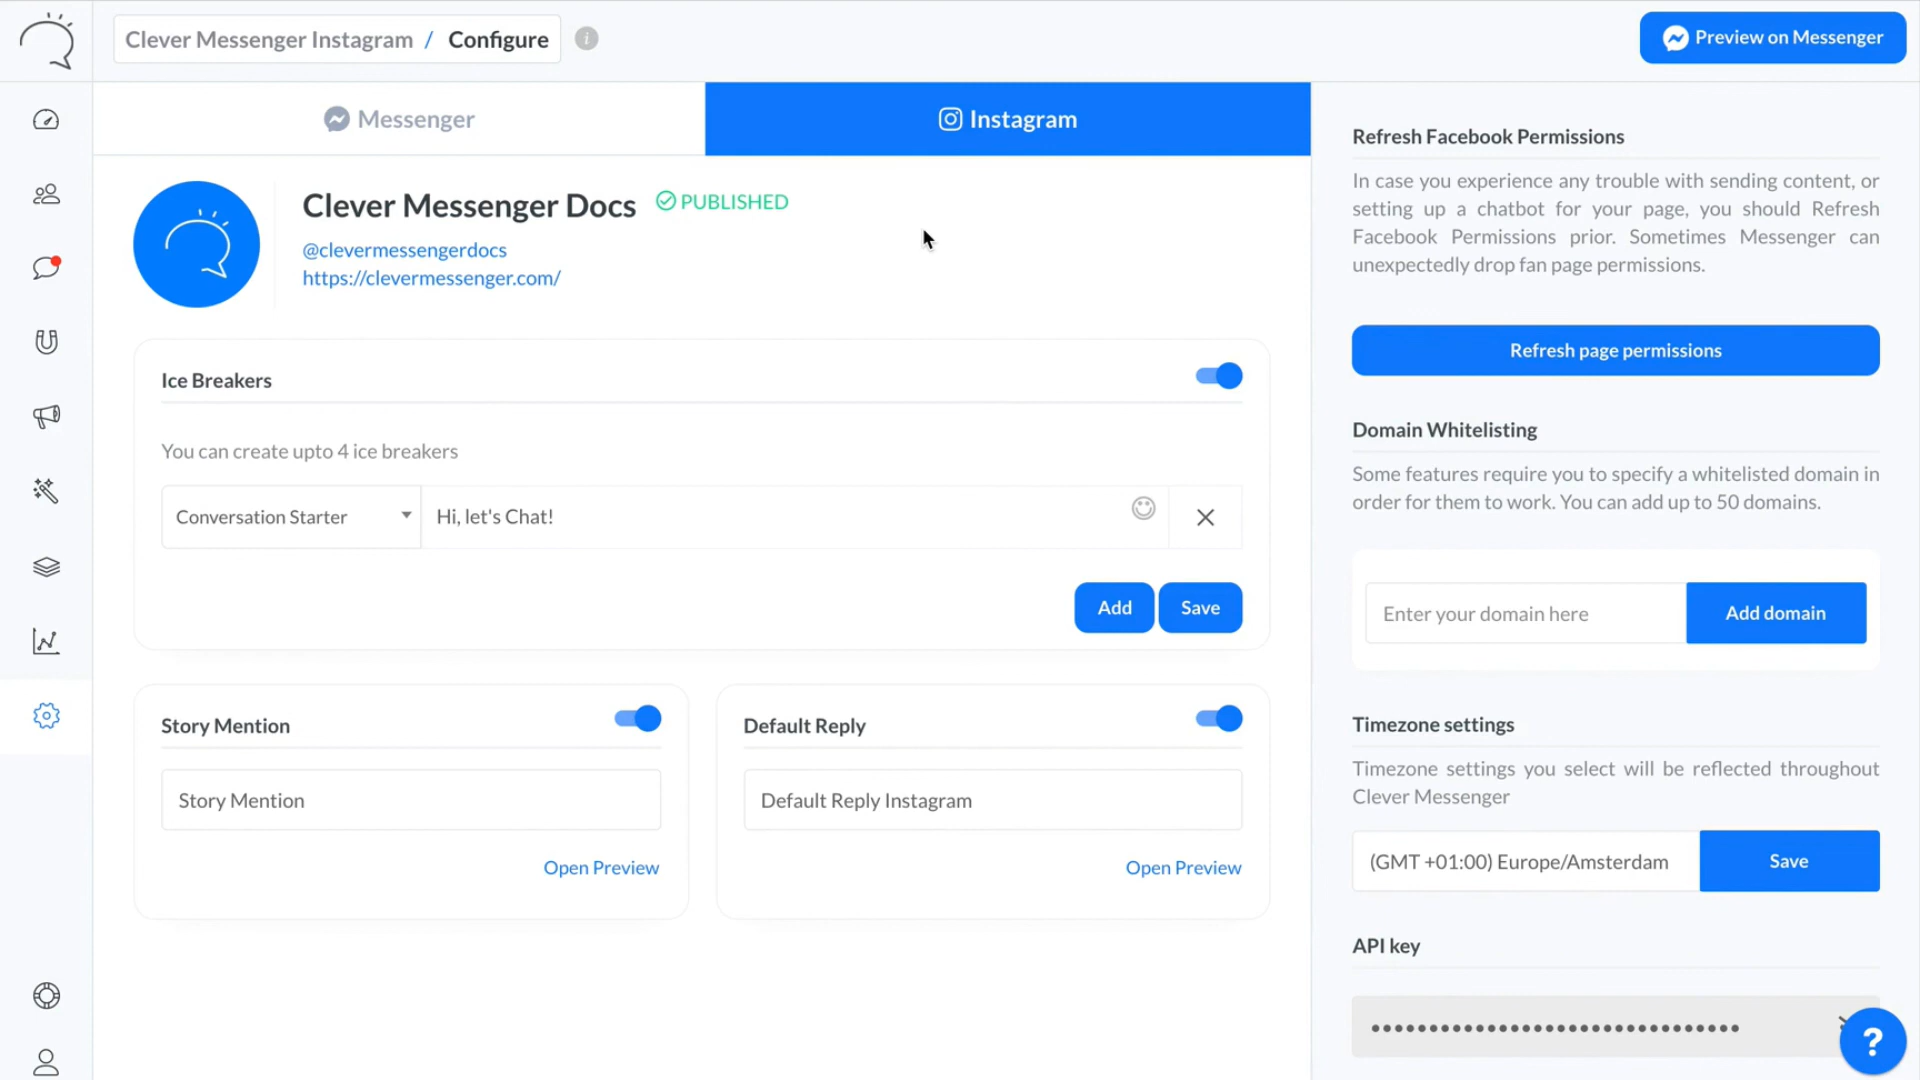 Clever Messenger Instagram / Configure
Preview on Messenger
Messenger
Instagram
Clever Messenger Docs
PUBLISHED
@clevermessengerdocs
https://clevermessenger.com/
Ice Breakers
You can create upto 4 ice breakers
Conversation Starter
Hi, let's Chat!
Add
Save
Story Mention
Story Mention
Open Preview
Default Reply
Default Reply Instagram
Open Preview
Refresh Facebook Permissions
In case you experience any trouble with sending content, or
setting up a chatbot for your page, you should Refresh
Facebook Permissions prior. Sometimes Messenger can
unexpectedly drop fan page permissions.
Refresh page permissions
Domain Whitelisting
Some features require you to specify a whitelisted domain in
order for them to work. You can add up to 50 domains.
Enter your domain here
Add domain
Timezone settings
Timezone settings you select will be reflected throughout
Clever Messenger
(GMT +01:00) Europe/Amsterdam
Save
API key
?